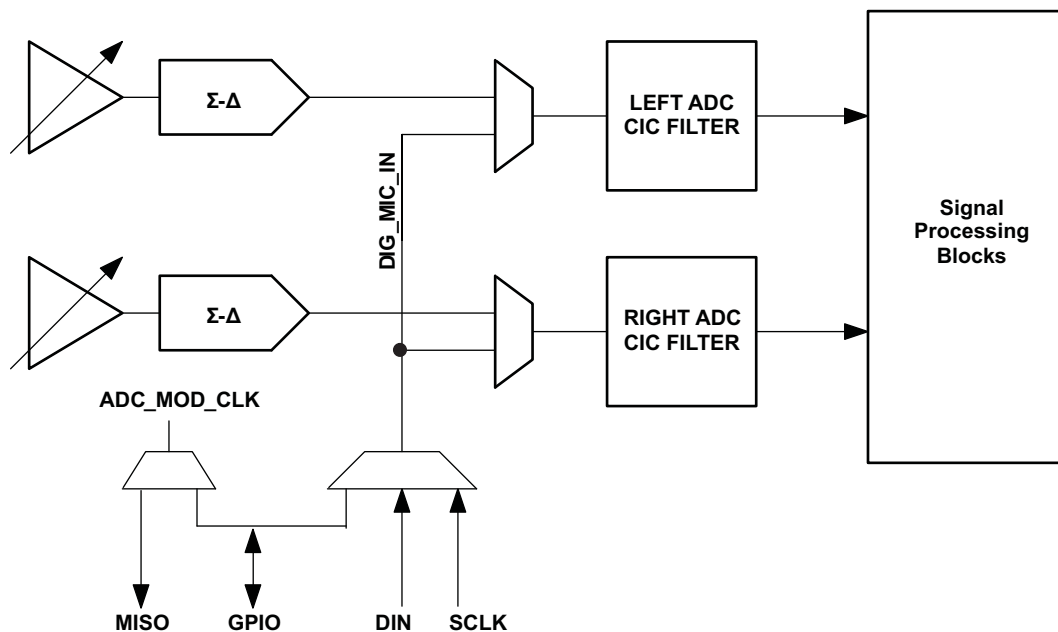 Σ-Δ
LEFT ADC
CIC FILTER
DIG_MIC_IN
Signal
Processing
Blocks
Σ-Δ
RIGHT ADC
CIC FILTER
ADC_MOD_CLK
MISO
GPIO
DIN
SCLK